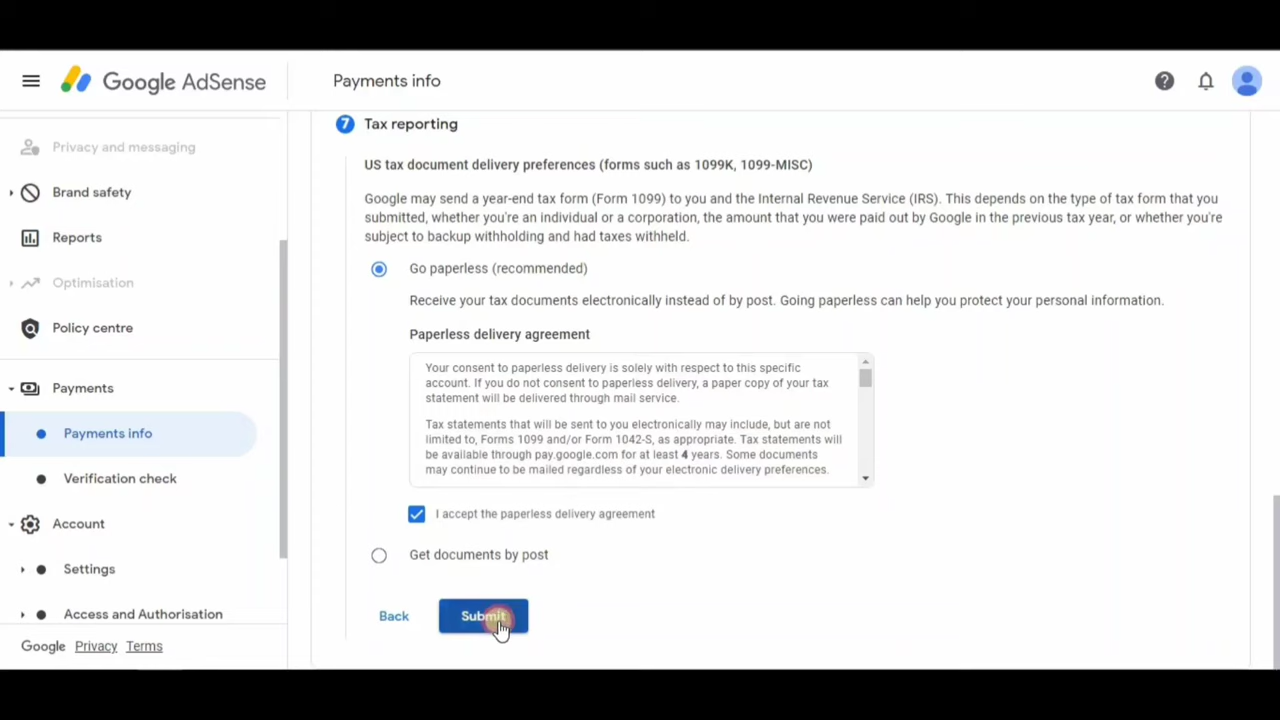 Google AdSense
Payments info
Privacy and messaging
Brand safety
Reports
Optimisation
Policy centre
Payments
Payments info
Verification check
Account
Settings
Access and Authorisation
Google Privacy Terms
7 Tax reporting
US tax document delivery preferences (forms such as 1099K, 1099-MISC)
Google may send a year-end tax form (Form 1099) to you and the Internal Revenue Service (IRS). This depends on the type of tax form that you
submitted, whether you're an individual or a corporation, the amount that you were paid out by Google in the previous tax year, or whether you're
subject to backup withholding and had taxes withheld.
Go paperless (recommended)
Receive your tax documents electronically instead of by post. Going paperless can help you protect your personal information.
Paperless delivery agreement
Your consent to paperless delivery is solely with respect to this specific
account. If you do not consent to paperless delivery, a paper copy of your tax
statement will be delivered through mail service.
Tax statements that will be sent to you electronically may include, but are not
limited to, Forms 1099 and/or Form 1042-S, as appropriate. Tax statements will
be available through pay.google.com for at least 4 years. Some documents
may continue to be mailed regardless of your electronic delivery preferences.
I accept the paperless delivery agreement
Get documents by post
Back
Submit